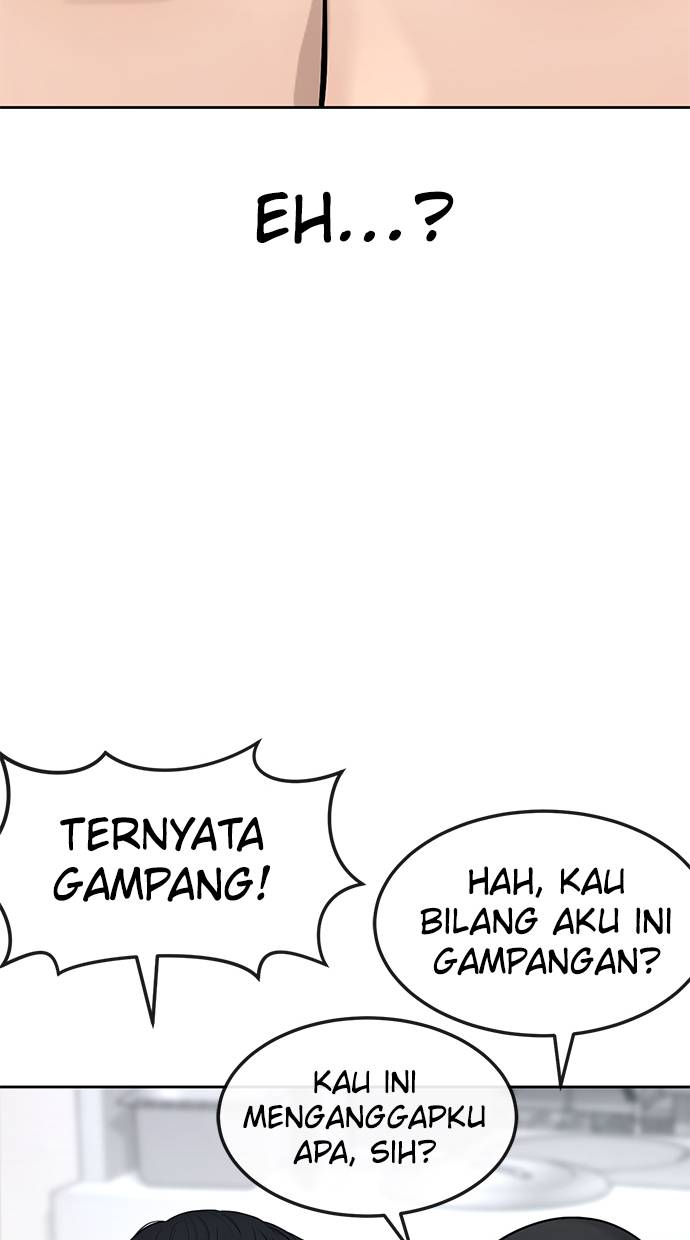 EH...?
TERNYATA
GAMPANG!
HAH, KAU
BILANG AKU INI
GAMPANGAN?
KAU INI
MENGANGGAPKU
APA, SIH?